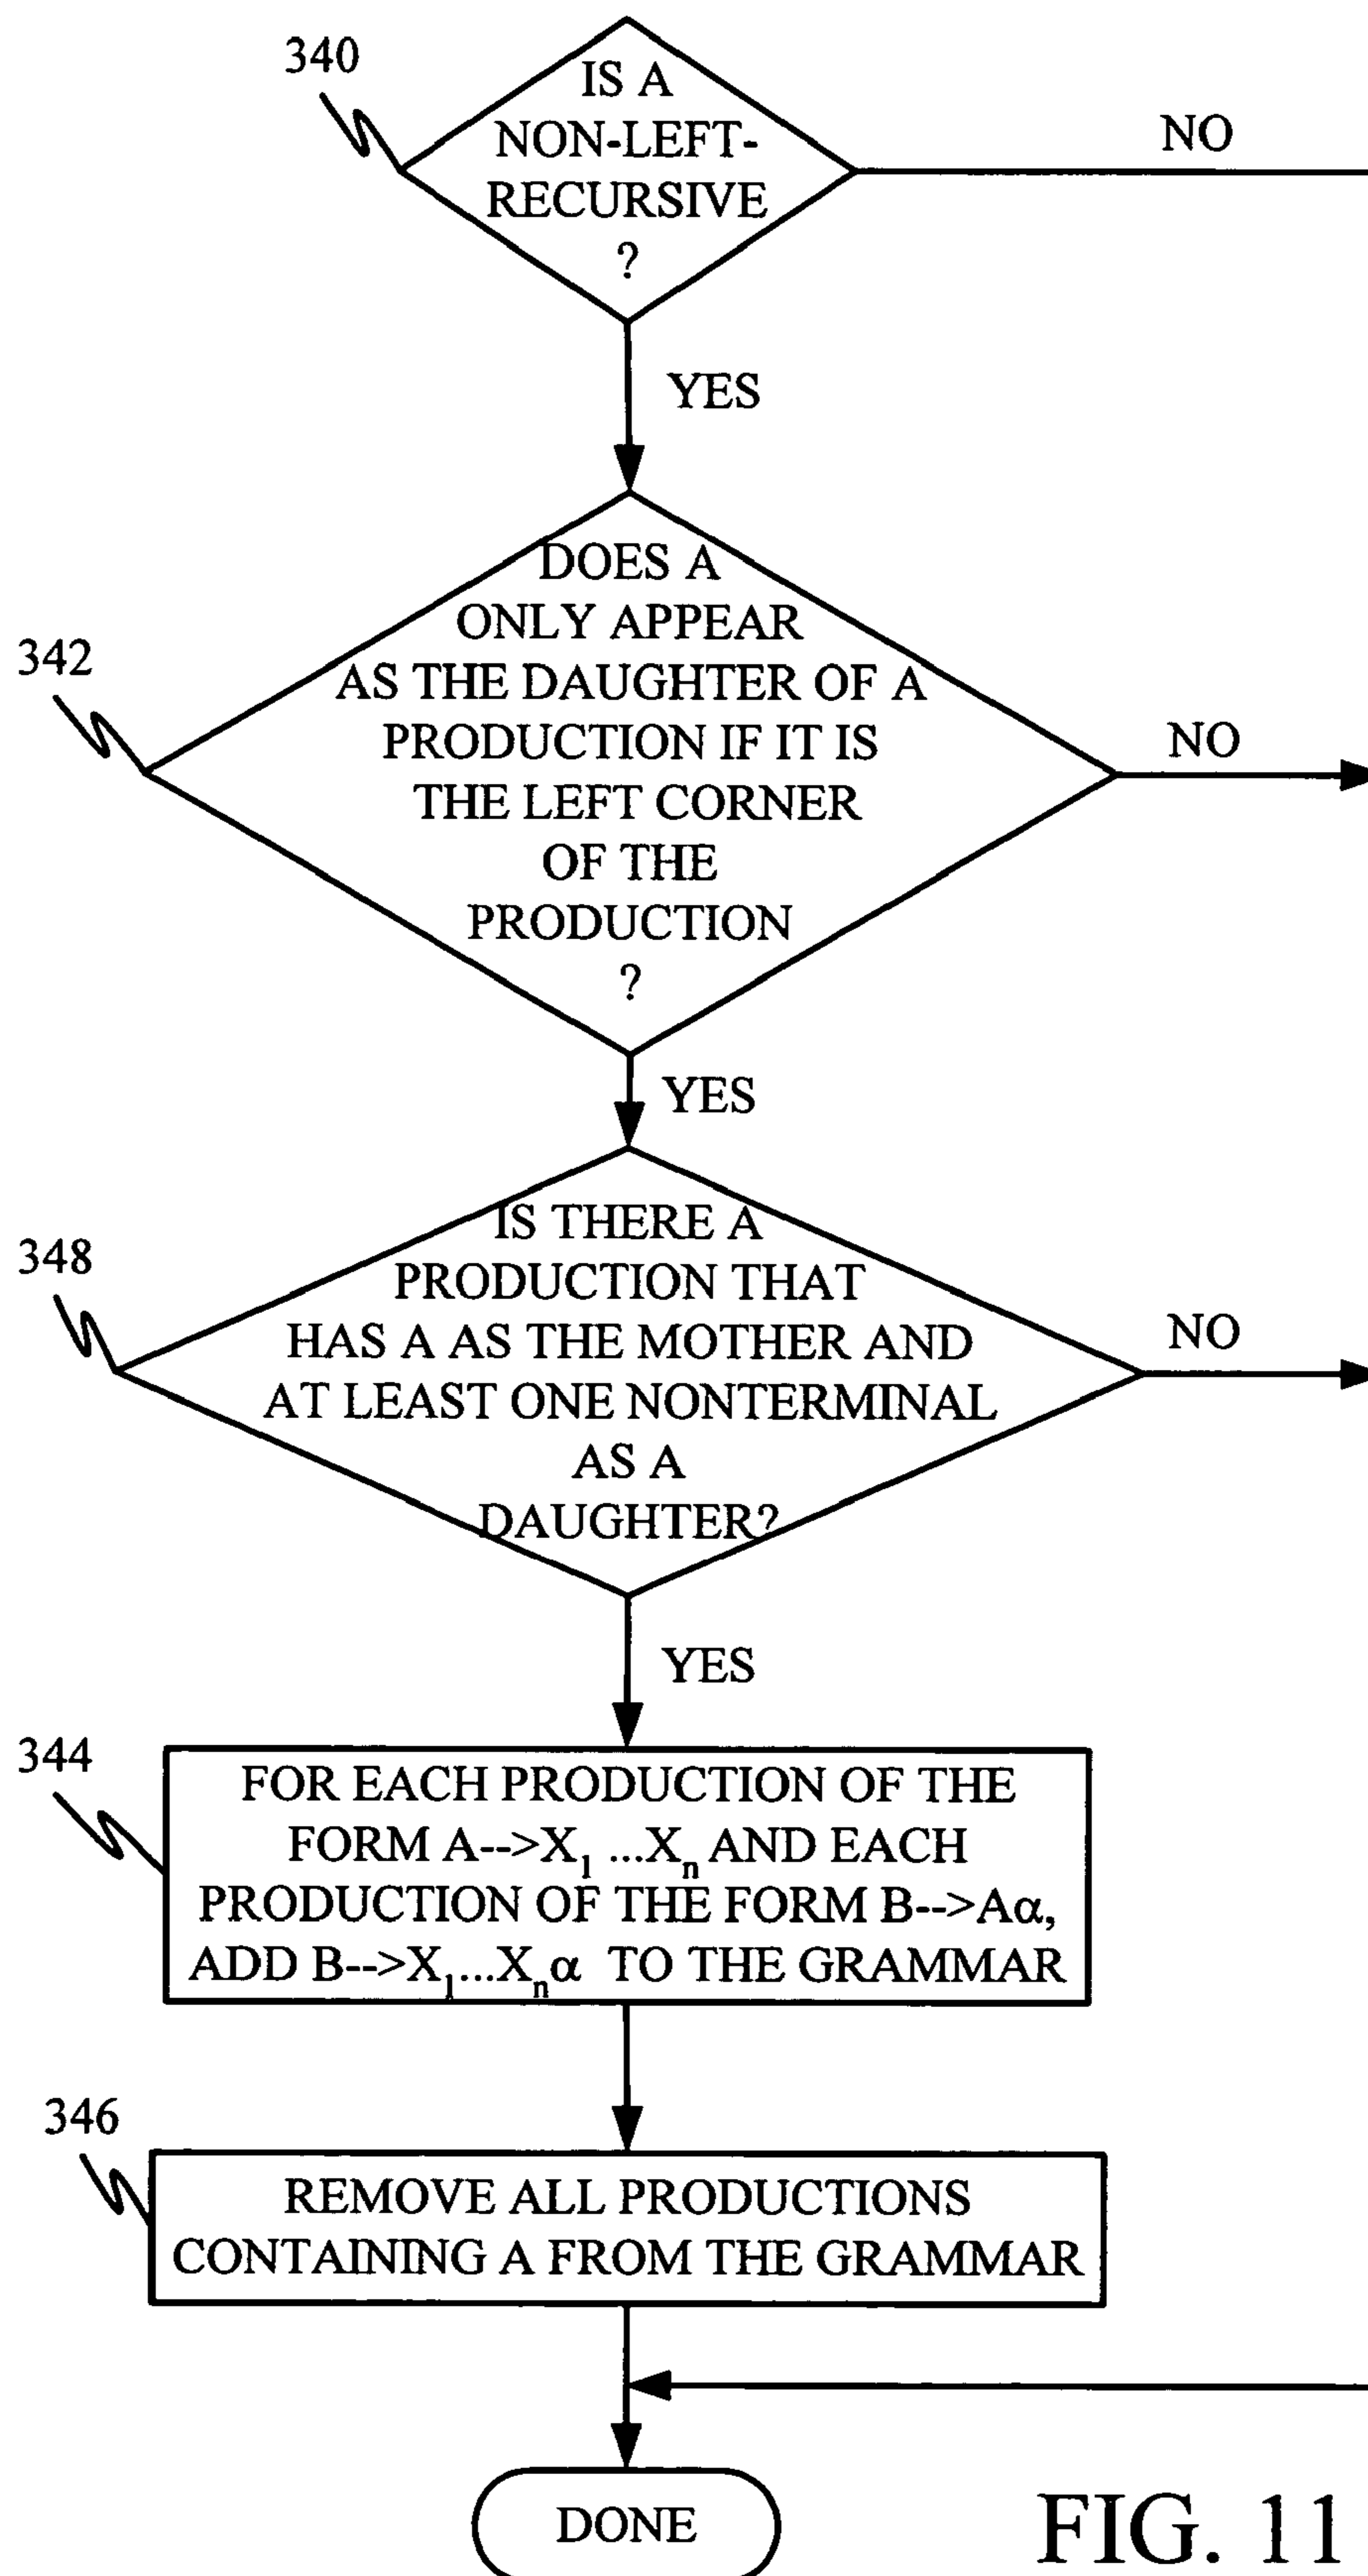 340
IS A
NON-LEFT-
RECURSIVE
?
NO
YES
342
DOES A
ONLY APPEAR
AS THE DAUGHTER OF A
PRODUCTION IF IT IS
THE LEFT CORNER
OF THE
PRODUCTION
?
NO
YES
348
IS THERE A
PRODUCTION THAT
HAS A AS THE MOTHER AND
AT LEAST ONE NONTERMINAL
AS A
DAUGHTER?
NO
YES
344
FOR EACH PRODUCTION OF THE
FORM A-->X₁ ...Xₙ AND EACH
PRODUCTION OF THE FORM B-->Aα,
ADD B-->X₁...Xₙα TO THE GRAMMAR
346
REMOVE ALL PRODUCTIONS
CONTAINING A FROM THE GRAMMAR
DONE
FIG. 11